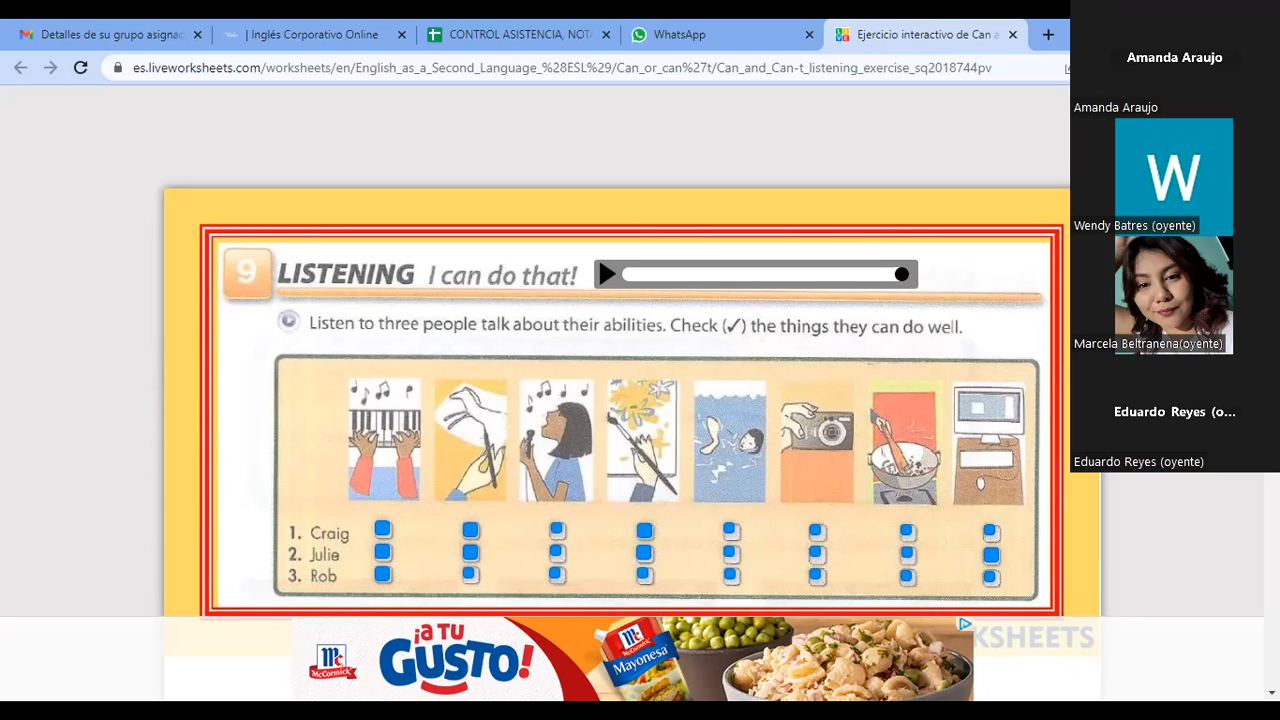 Detalles de su grupo asignac
| Inglés Corporativo Online
CONTROL ASISTENCIA, NOTA
WhatsApp
Ejercicio interactivo de Can a
es.liveworksheets.com/worksheets/en/English_as_a_Second_Language_%28ESL%29/Can_or_can%27t/Can_and_Can-t_listening_exercise_sq2018744pv
Amanda Araujo
Amanda Araujo
W
Wendy Batres (oyente)
Marcela Beltranena(oyente)
Eduardo Reyes (o...
Eduardo Reyes (oyente)
9 LISTENING I can do that!
Listen to three people talk about their abilities. Check (✓) the things they can do well.
1. Craig
2. Julie
3. Rob
McCormick
¡a TU
GUSTO!
McCormick
Mayonesa
KSHEETS